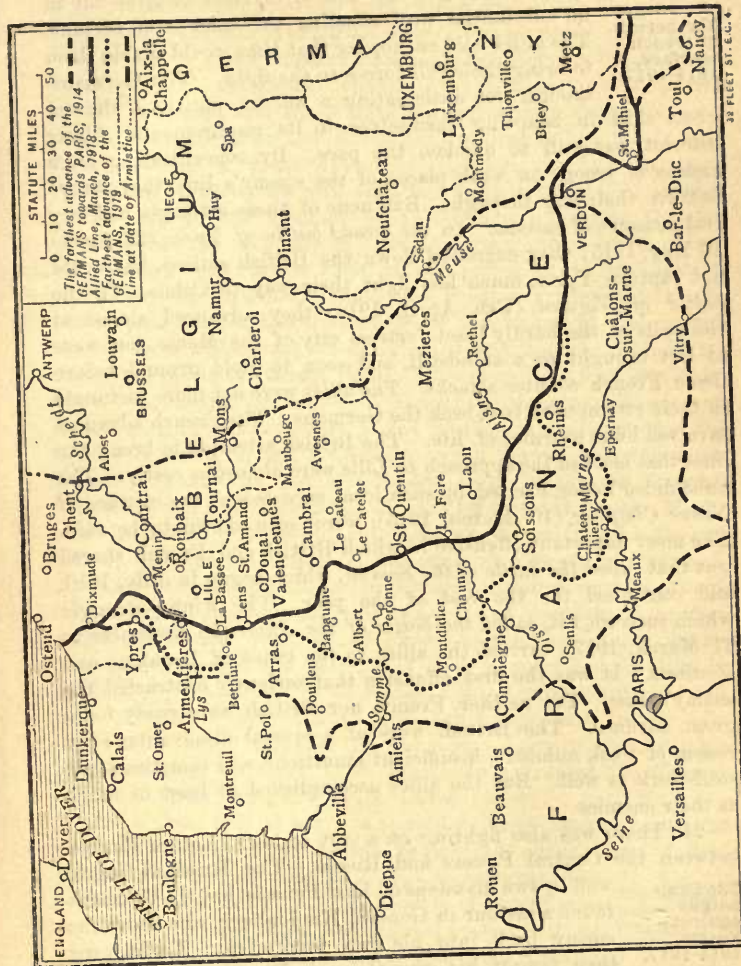 STATUTE MILES
0 10 20 30 40 50
The farthest advance of the
GERMANS towards PARIS, 1914
Allied Line, March, 1918
Farthest advance of the
GERMANS, 1919
Line at date of Armistice
ENGLAND
Dover
STRAIT OF DOVER
Ostend
Bruges
ANTWERP
Dunkerque
Dixmude
Ghent
Scheldt
Calais
Ypres
Menin
Courtrai
Alost
Louvain
BRUSSELS
LIEGE
Aix-la
Chappelle
St.Omer
Armentières
Roubaix
LILLE
Tournai
Boulogne
Lys
La Bassee
Bethune
Lens
St.Amand
Mons
Huy
Spa
Namur
Charleroi
Montreuil
St.Pol
Arras
Douai
Valenciennes
Maubeuge
Dinant
BELGIUM
GERMANY
Doullens
Bapaume
Cambrai
Avesnes
Abbeville
Albert
Le Cateau
Le Catelet
Somme
Peronne
St.Quentin
Neufchâteau
Dieppe
Amiens
LUXEMBURG
Luxemburg
Mezieres
Sedan
Meuse
Montmedy
Thionville
Montdidier
La Fère
Chauny
Laon
Rethel
Aisne
Briey
Metz
Rouen
Beauvais
Compiègne
Oise
Soissons
Senlis
Rheims
VERDUN
FRANCE
Chateau
Thierry
Marne
Epernay
Châlons-
sur-Marne
St.Mihiel
Seine
Meaux
PARIS
Versailles
Vitry
Bar-le-Duc
Toul
Nancy
32 FLEET ST. E.C.4